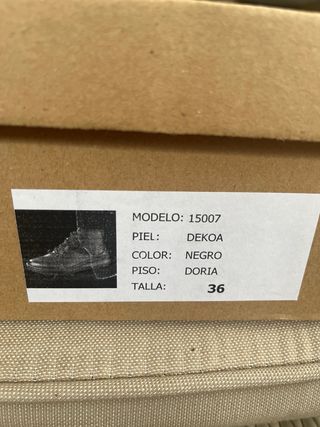 MODELO: 15007
PIEL: DEKOA
COLOR: NEGRO
PISO: DORIA
TALLA: 36